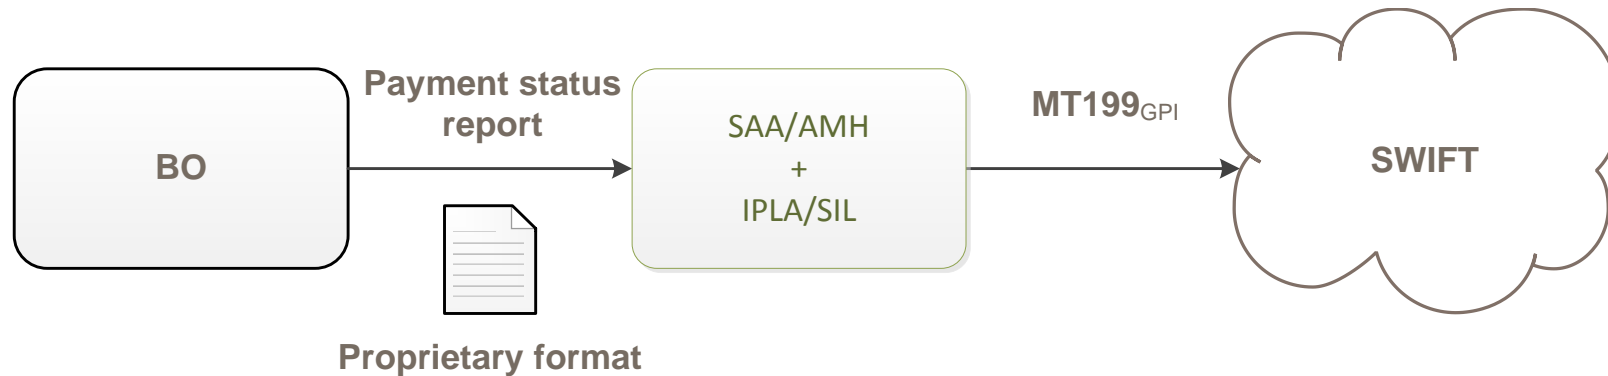 BO
Payment status
report
Proprietary format
SAA/AMH
+
IPLA/SIL
MT199GPI
SWIFT